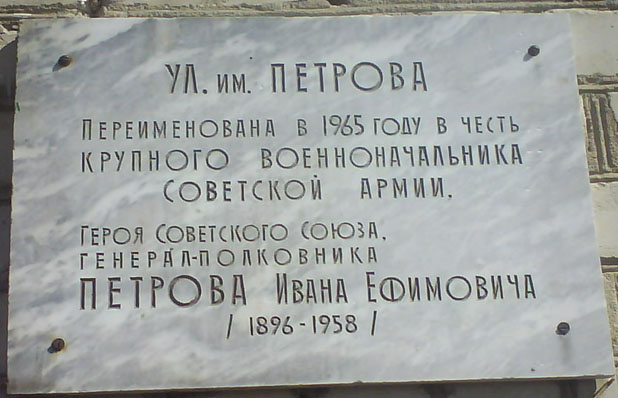 УЛ. им. ПЕТРОВА
ПЕРЕИМЕНОВАНА В 1965 ГОДУ В ЧЕСТЬ
КРУПНОГО ВОЕННОНАЧАЛЬНИКА
СОВЕТСКОЙ АРМИИ.
ГЕРОЯ СОВЕТСКОГО СОЮЗА,
ГЕНЕРАЛ-ПОЛКОВНИКА
ПЕТРОВА ИВАНА ЕФИМОВИЧА
/ 1896-1958 /